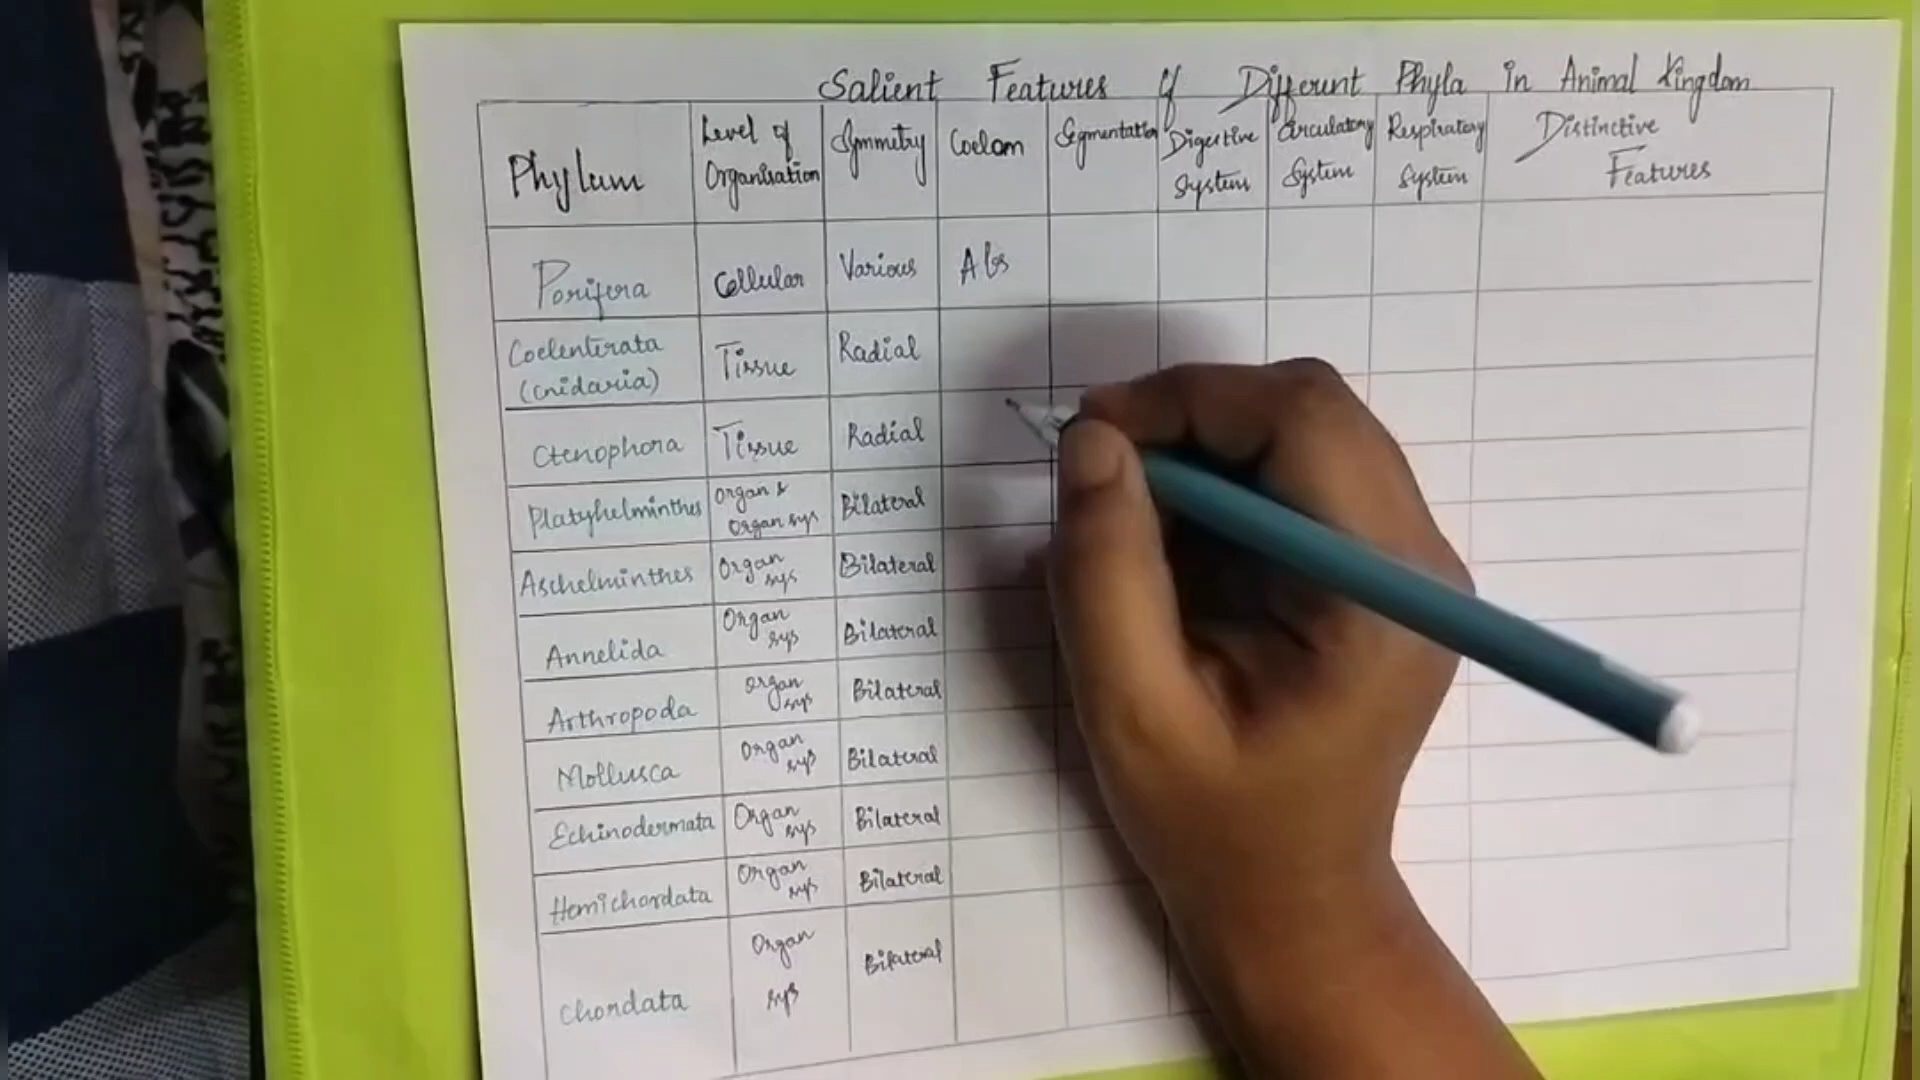 Salient Features of Different Phyla in Animal Kingdom
Phylum
Level of
Organisation
Symmetry
Coelom
Segmentation
Digestive
System
Circulatory
System
Respiratory
System
Distinctive
Features
Porifera
Cellular
Various
Abs
Coelenterata
(Cnidaria)
Tissue
Radial
Ctenophora
Tissue
Radial
Platyhelminthes
Organ &
Organ sys
Bilateral
Aschelminthes
Organ
sys
Bilateral
Annelida
Organ
sys
Bilateral
Arthropoda
Organ
sys
Bilateral
Mollusca
Organ
sys
Bilateral
Echinodermata
Organ
sys
Bilateral
Hemichordata
Organ
sys
Bilateral
Chordata
Organ
sys
Bilateral